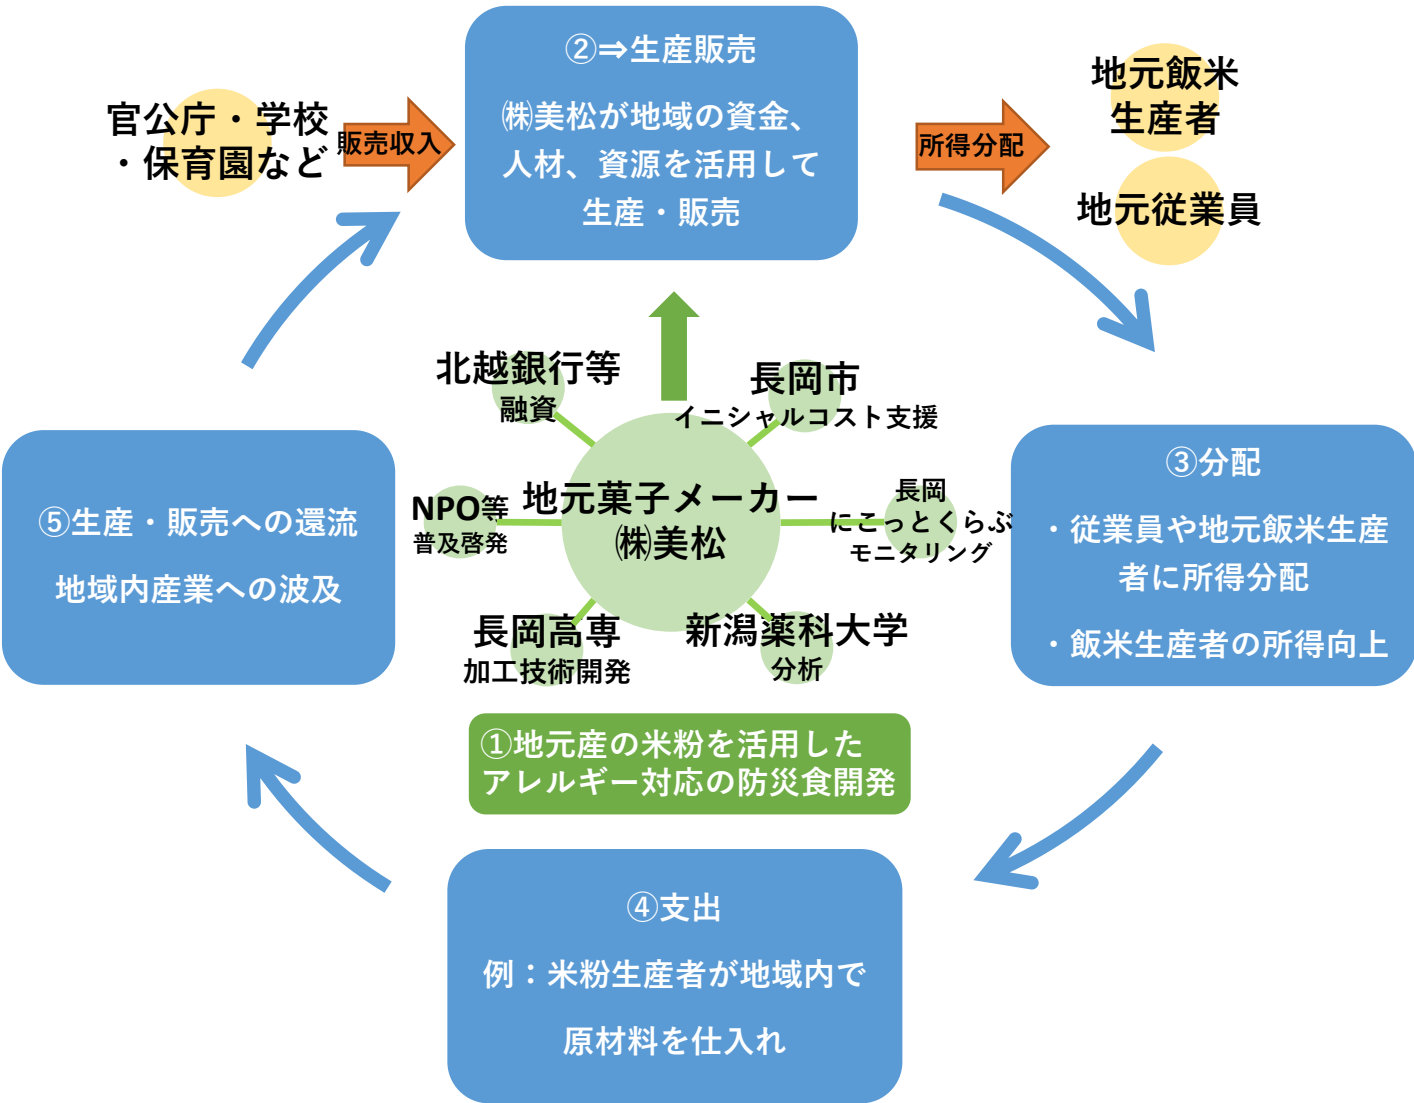 ②⇒生産販売
㈱美松が地域の資金、
人材、資源を活用して
生産・販売
官公庁・学校
・保育園など
販売収入
所得分配
地元飯米
生産者
地元従業員
北越銀行等
融資
長岡市
イニシャルコスト支援
NPO等
普及啓発
地元菓子メーカー
㈱美松
長岡
にこっとくらぶ
モニタリング
長岡高専
加工技術開発
新潟薬科大学
分析
①地元産の米粉を活用した
アレルギー対応の防災食開発
③分配
・従業員や地元飯米生産
者に所得分配
・飯米生産者の所得向上
④支出
例：米粉生産者が地域内で
原材料を仕入れ
⑤生産・販売への還流
地域内産業への波及